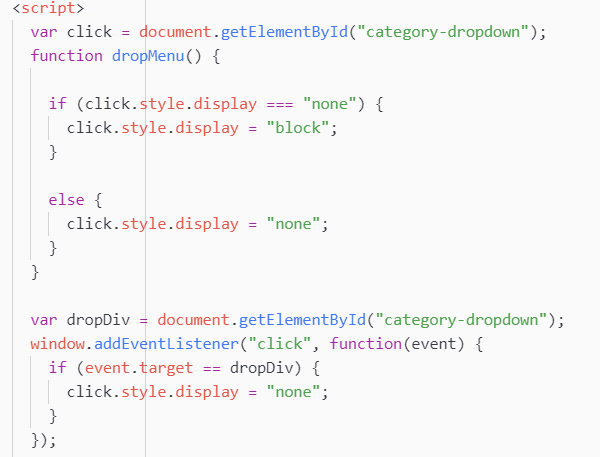 <script>
var click = document.getElementById("category-dropdown");
function dropMenu() {
if (click.style.display === "none") {
click.style.display = "block";
}
else {
click.style.display = "none";
}
}
var dropDiv = document.getElementById("category-dropdown");
window.addEventListener("click", function(event) {
if (event.target == dropDiv) {
click.style.display = "none";
}
});